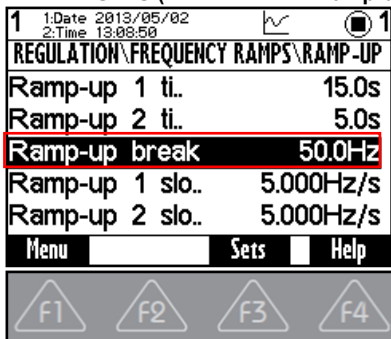 1 1:Date 2013/05/02 1
2:Time 13:08:50
REGULATION\FREQUENCY RAMPS\RAMP-UP
Ramp-up 1 ti.. 15.0s
Ramp-up 2 ti.. 5.0s
Ramp-up break 50.0Hz
Ramp-up 1 slo.. 5.000Hz/s
Ramp-up 2 slo.. 5.000Hz/s
Menu Sets Help
F1 F2 F3 F4